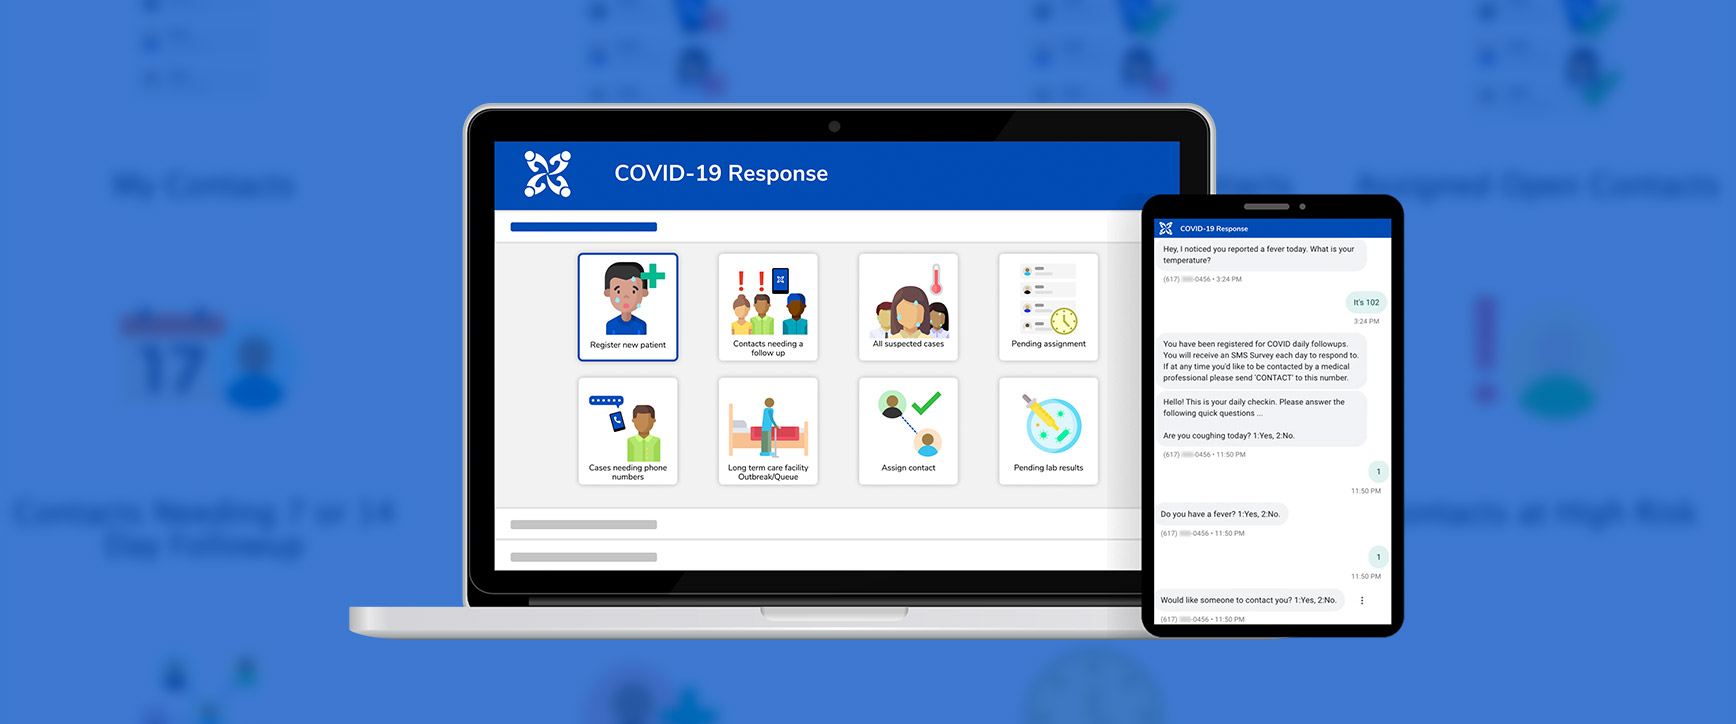 My Contacts
Assigned Open Contacts
17
Contacts Needing 7 or 14
Day Followup
Contacts at High Risk
COVID-19 Response
Register new patient
Contacts needing a
follow up
All suspected cases
Pending assignment
Cases needing phone
numbers
Long term care facility
Outbreak/Queue
Assign contact
Pending lab results
COVID-19 Response
Hey, I noticed you reported a fever today. What is your
temperature?
(617) -0456 • 3:24 PM
It's 102
3:24 PM
You have been registered for COVID daily followups.
You will receive an SMS Survey each day to respond to.
If at any time you'd like to be contacted by a medical
professional please send 'CONTACT' to this number.
Hello! This is your daily checkin. Please answer the
following quick questions ...
Are you coughing today? 1:Yes, 2:No.
(617) -0456 • 11:50 PM
1
11:50 PM
Do you have a fever? 1:Yes, 2:No.
(617) -0456 • 11:50 PM
1
11:50 PM
Would like someone to contact you? 1:Yes, 2:No.
(617) -0456 • 11:50 PM